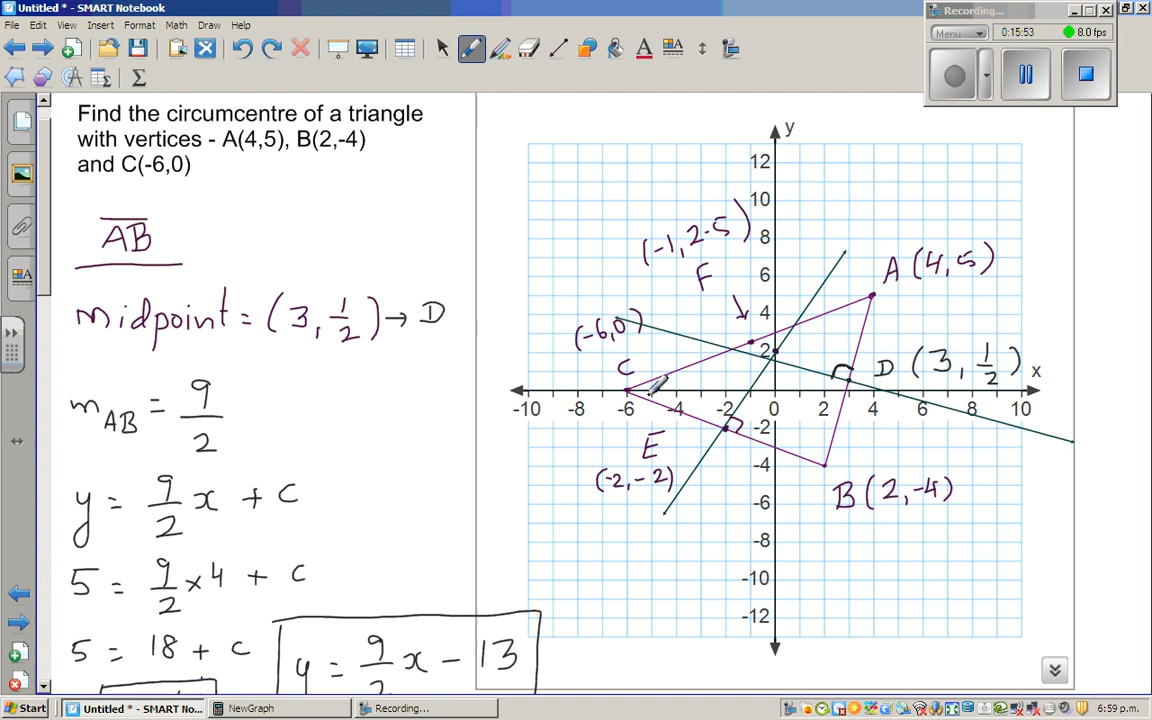 Untitled * - SMART Notebook
File Edit View Insert Format Math Draw Help
Recording...
Menu
0:15:53
8.0 fps
Find the circumcentre of a triangle
with vertices - A(4,5), B(2,-4)
and C(-6,0)
AB
Midpoint = (3, 1/2) → D
m AB = 9/2
y = 9/2 x + c
5 = 9/2 × 4 + c
5 = 18 + c
y = 9/2 x - 13
y
12
10
8
6
4
2
-10 -8 -6 -4 -2 0 2 4 6 8 10
x
-2
-4
-6
-8
-10
-12
(-1, 2.5)
F
A (4, 5)
(-6, 0)
C
D (3, 1/2)
E
(-2, -2)
B (2, -4)
Start
Untitled * - SMART No...
NewGraph
Recording...
6:59 p.m.